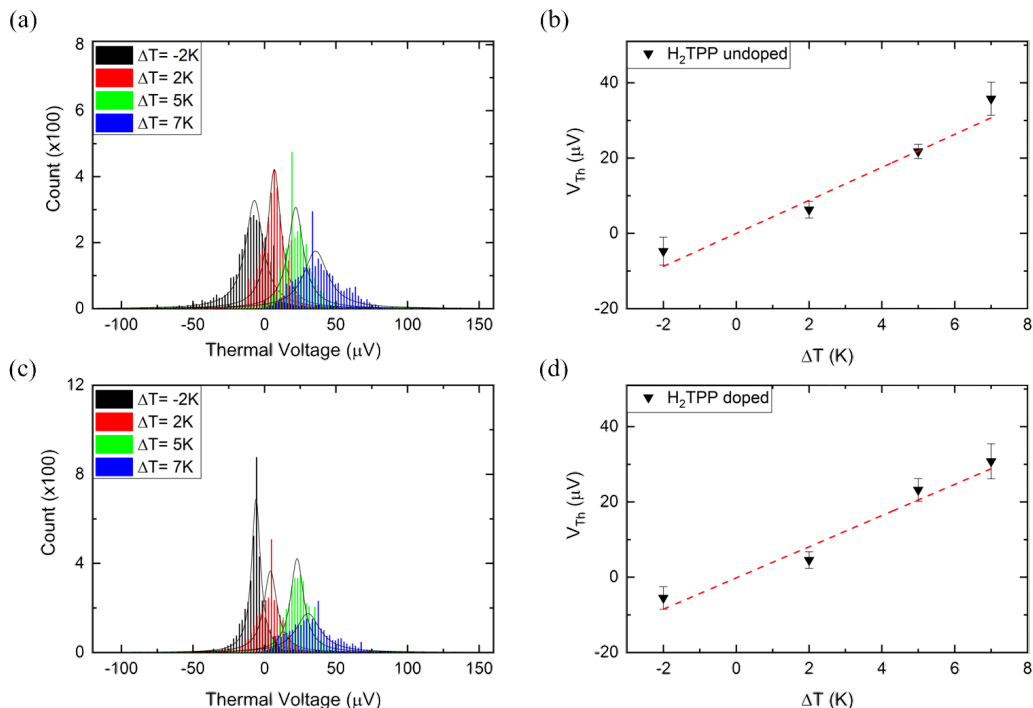 (a)
8
6
4
2
0
Count (x100)
ΔT= -2K
ΔT= 2K
ΔT= 5K
ΔT= 7K
-100 -50 0 50 100 150
Thermal Voltage (μV)
(b)
H₂TPP undoped
40
20
0
-20
V_Th (μV)
-2 0 2 4 6 8
ΔT (K)
(c)
12
8
4
0
Count (x100)
ΔT= -2K
ΔT= 2K
ΔT= 5K
ΔT= 7K
-100 -50 0 50 100 150
Thermal Voltage (μV)
(d)
H₂TPP doped
40
20
0
-20
V_Th (μV)
-2 0 2 4 6 8
ΔT (K)